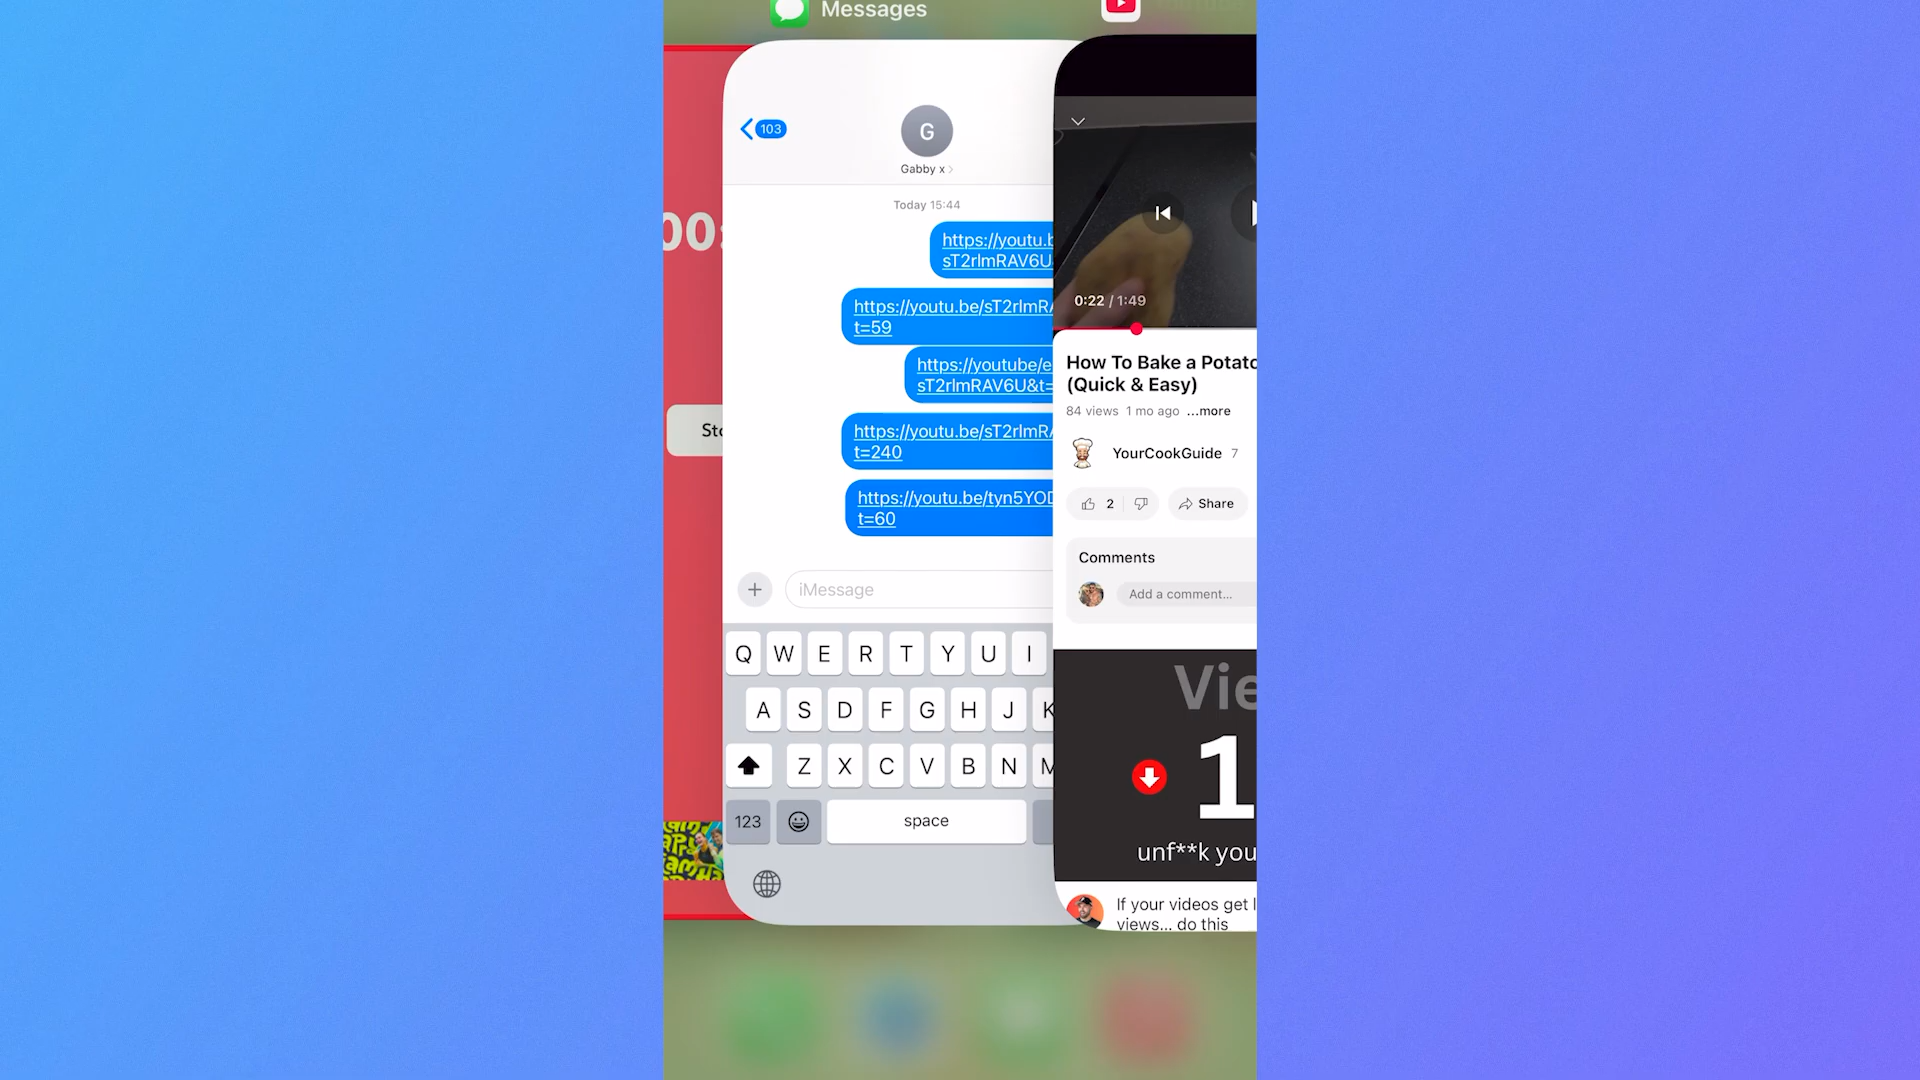 Messages
103
G
Gabby x
Today 15:44
https://youtu.b
sT2rlmRAV6U
https://youtu.be/sT2rlmR
t=59
https://youtube/e
sT2rlmRAV6U&t=
https://youtu.be/sT2rlmR
t=240
https://youtu.be/tyn5YOD
t=60
iMessage
Q W E R T Y U I
A S D F G H J K
Z X C V B N M
123
space
00:
Sto
0:22 / 1:49
How To Bake a Potato
(Quick & Easy)
84 views 1 mo ago ...more
YourCookGuide 7
2
Share
Comments
Add a comment...
Vie
1
unf**k you
If your videos get l
views... do this